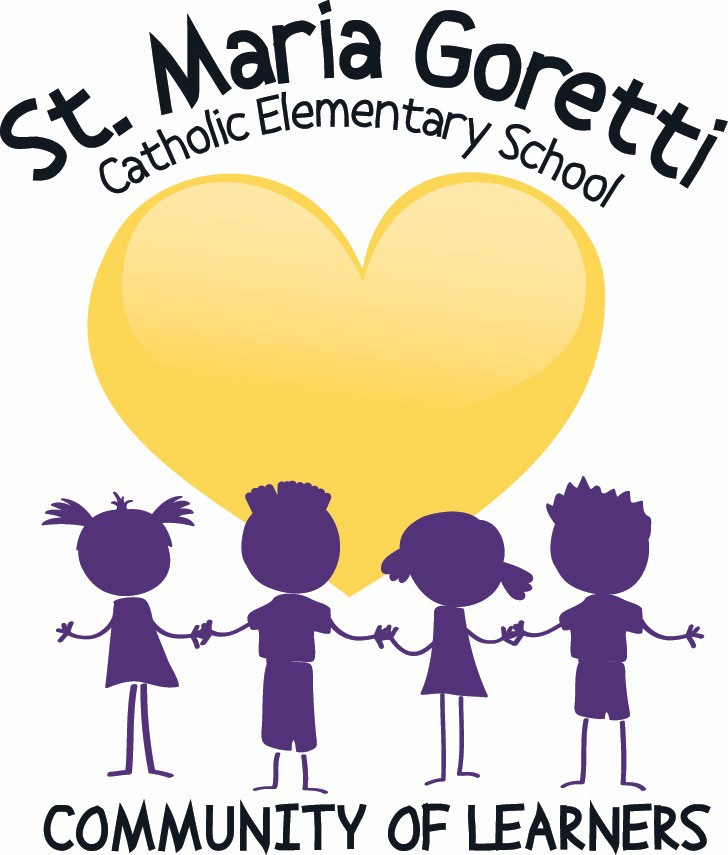 St. Maria Goretti
Catholic Elementary School
COMMUNITY OF LEARNERS